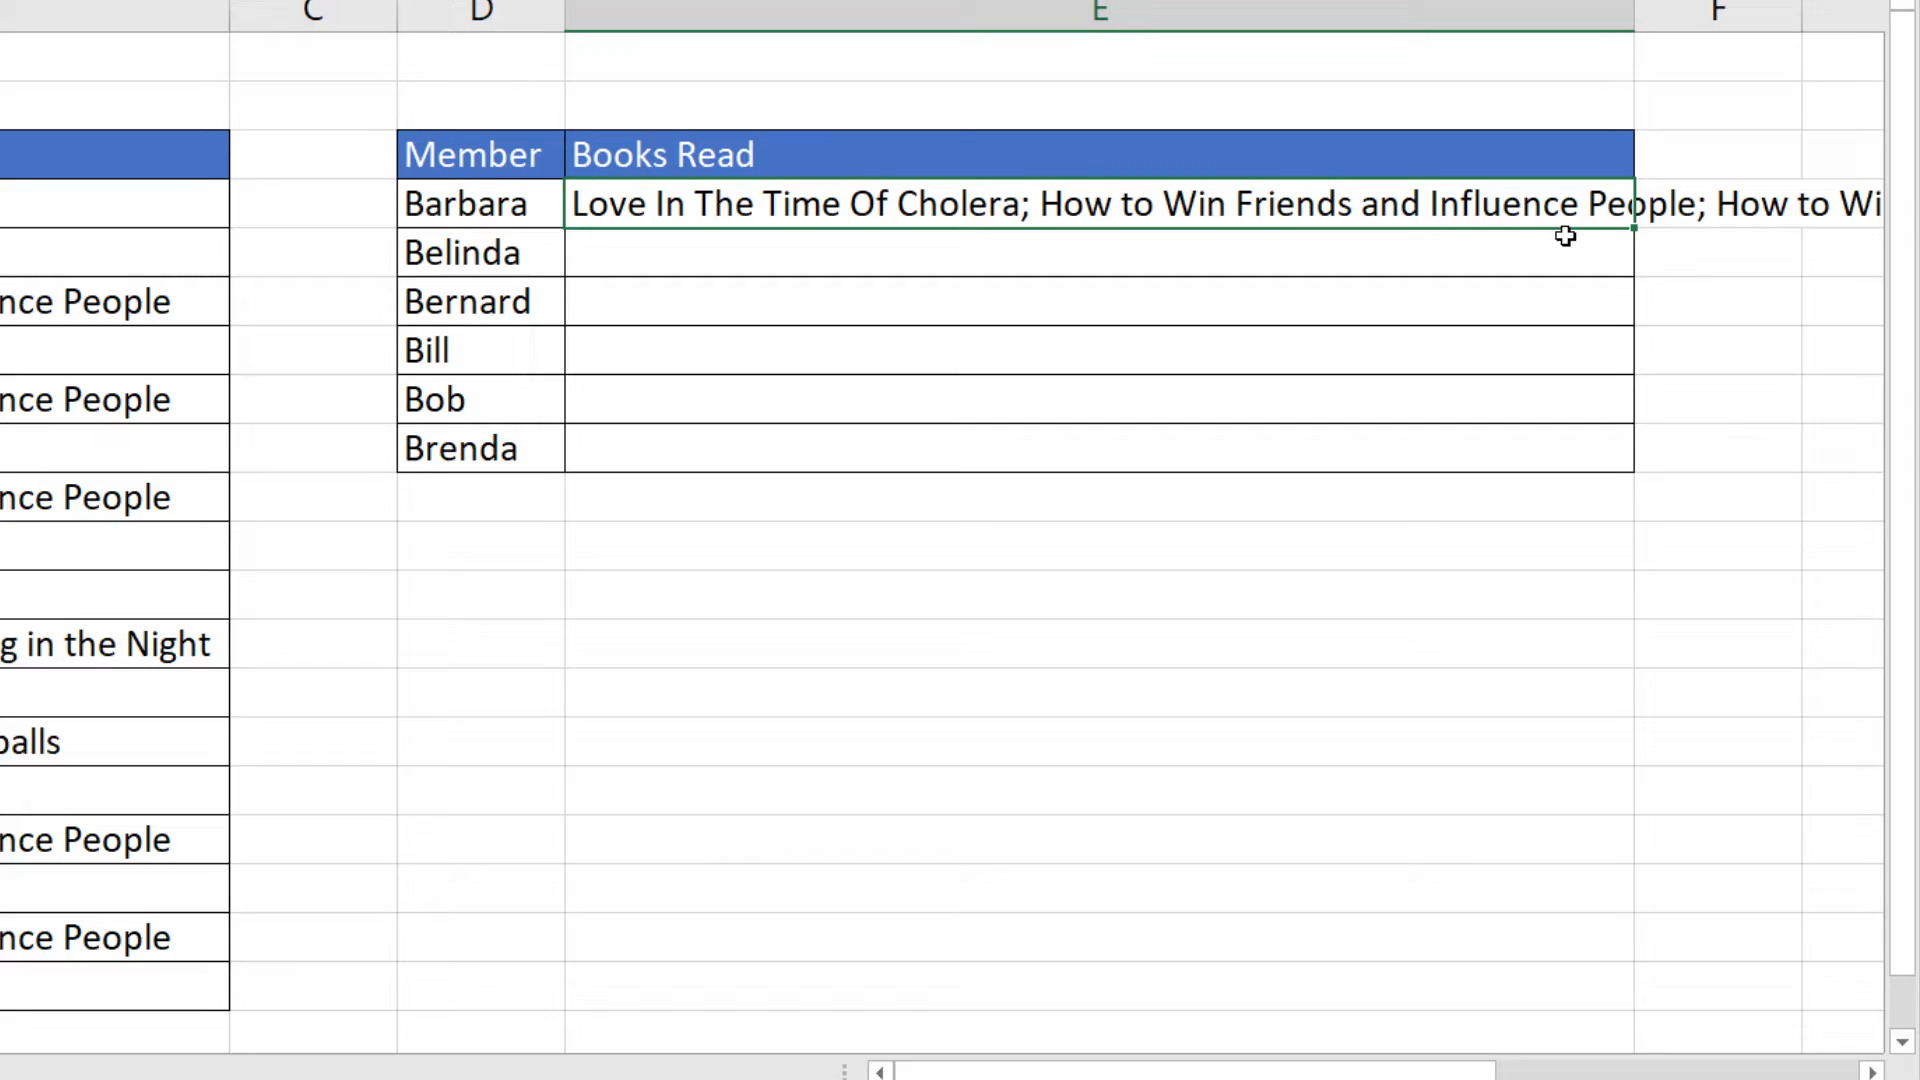 C D E F
Member Books Read
Barbara Love In The Time Of Cholera; How to Win Friends and Influence People; How to Wi
Belinda
nce People Bernard
Bill
nce People Bob
Brenda
nce People
g in the Night
balls
nce People
nce People